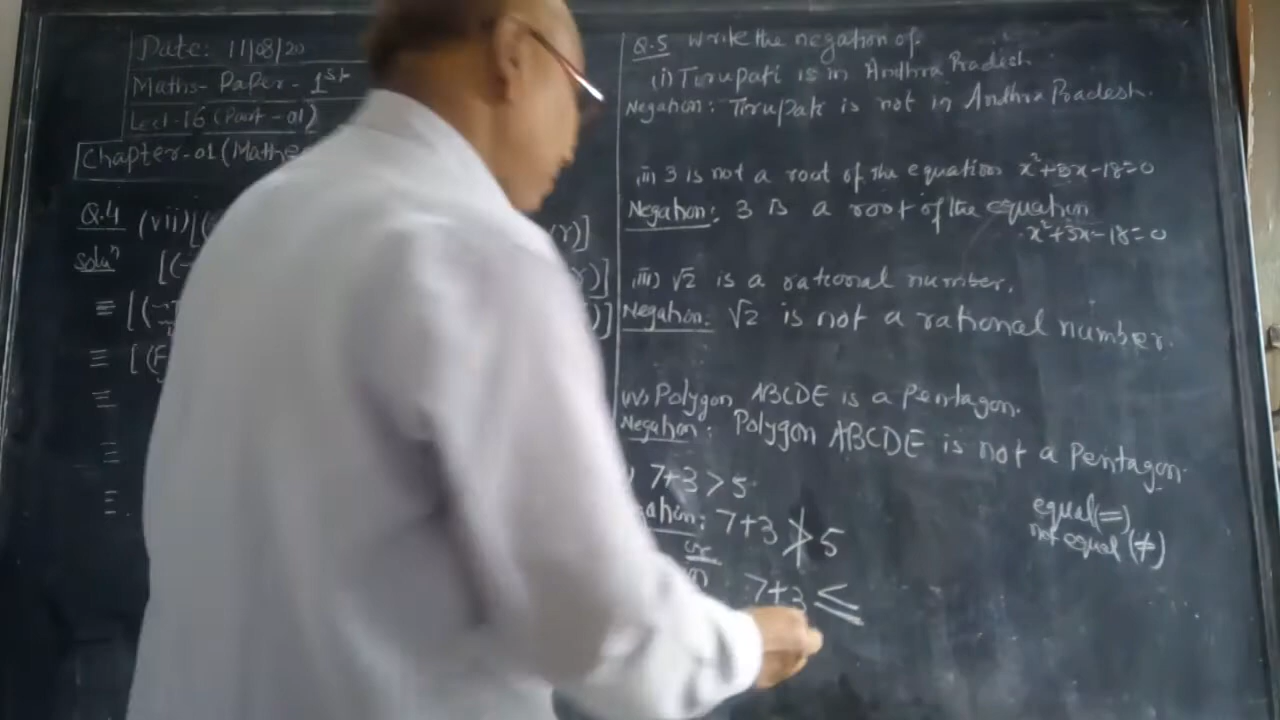 Date: 11/08/20
Maths- Paper - 1st
Lect-16 (Part-01)
Chapter-01 (Mathe
Q.4 (vii) [( r)]
Soluⁿ [(¬ r)]
≡ [(¬ )]
≡ [(F
≡
≡
≡
Q.5 Write the negation of.
(i) Tirupati is in Andhra Pradesh.
Negation: Tirupati is not in Andhra Pradesh.
(ii) 3 is not a root of the equation x²+3x-18=0
Negation: 3 is a root of the equation
x²+3x-18=0
(iii) √2 is a rational number.
Negation: √2 is not a rational number.
(iv) Polygon ABCDE is a pentagon.
Negation: Polygon ABCDE is not a pentagon.
) 7+3 > 5.
gation: 7+3 ≯ 5
or
7+3 ≤
equal (=)
not equal (≠)